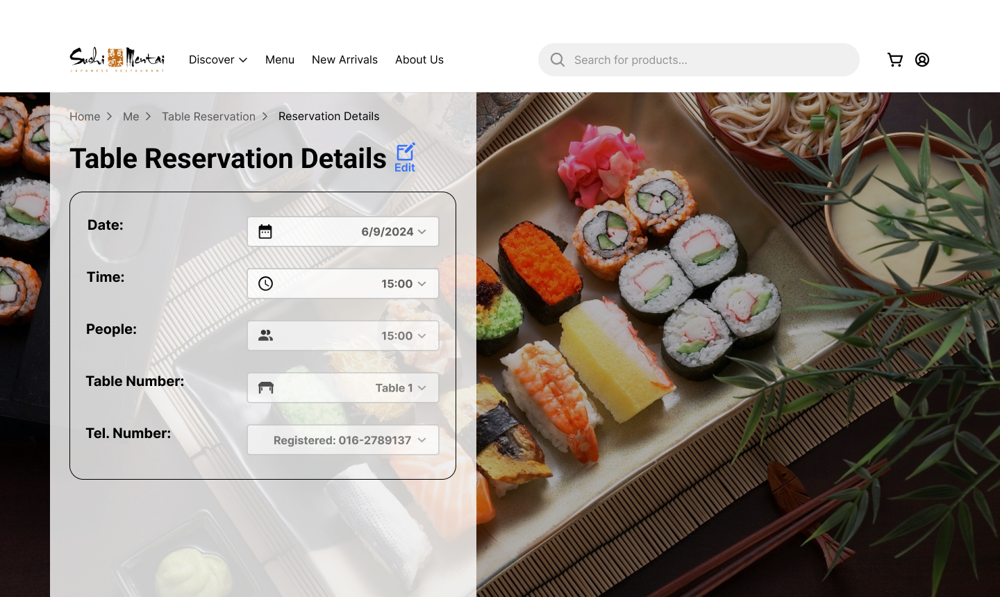 Sushi Mentai
JAPANESE RESTAURANT
Discover
Menu
New Arrivals
About Us
Search for products...
Home > Me > Table Reservation > Reservation Details
Table Reservation Details
Edit
Date:
6/9/2024
Time:
15:00
People:
15:00
Table Number:
Table 1
Tel. Number:
Registered: 016-2789137